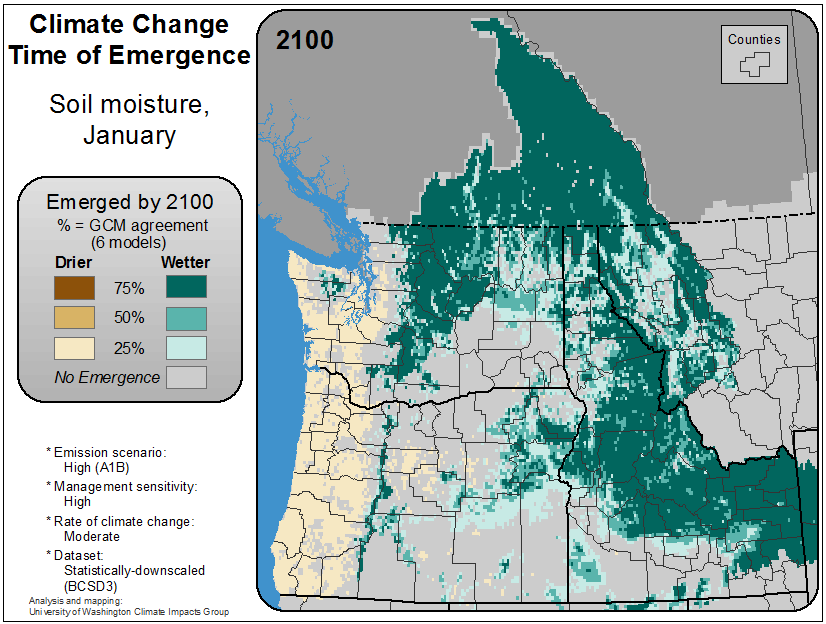 Climate Change
Time of Emergence
Soil moisture,
January
Emerged by 2100
% = GCM agreement
(6 models)
Drier Wetter
75%
50%
25%
No Emergence
* Emission scenario:
High (A1B)
* Management sensitivity:
High
* Rate of climate change:
Moderate
* Dataset:
Statistically-downscaled
(BCSD3)
Analysis and mapping:
University of Washington Climate Impacts Group
2100
Counties